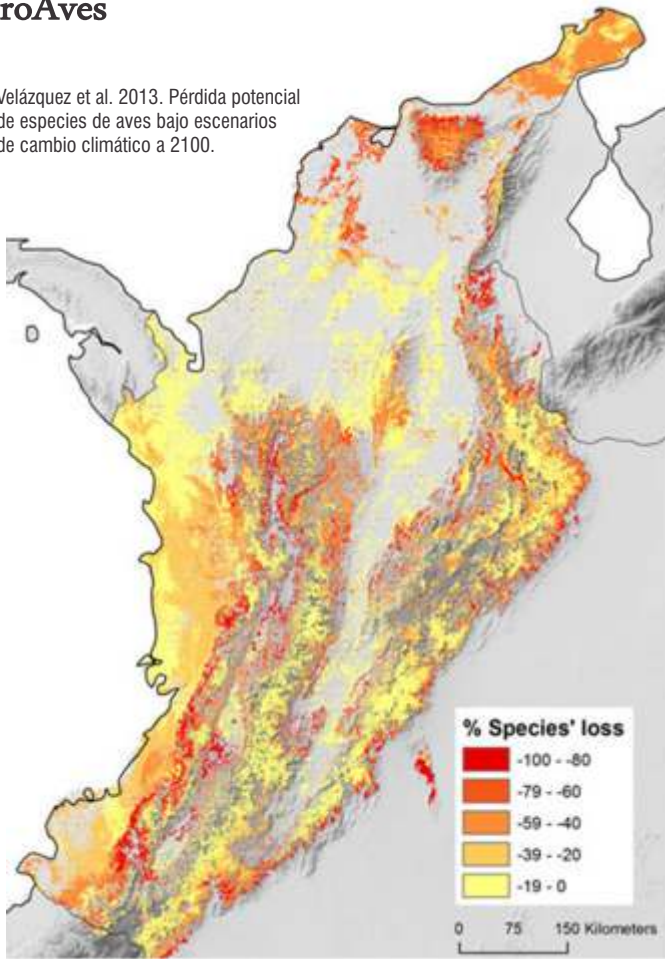 roAves
Velázquez et al. 2013. Pérdida potencial
de especies de aves bajo escenarios
de cambio climático a 2100.
% Species' loss
-100 - -80
-79 - -60
-59 - -40
-39 - -20
-19 - 0
0 75 150 Kilometers